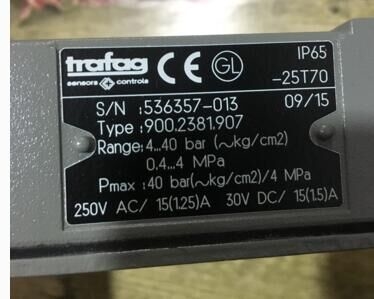 trafag CE GL IP65
sensors controls -25T70
S/N :536357-013 09/15
Type :900.2381.907
Range:4...40 bar (~kg/cm2)
0.4...4 MPa
Pmax :40 bar(~kg/cm2)/4 MPa
250V AC/ 15(1.25)A 30V DC/ 15(1.5)A